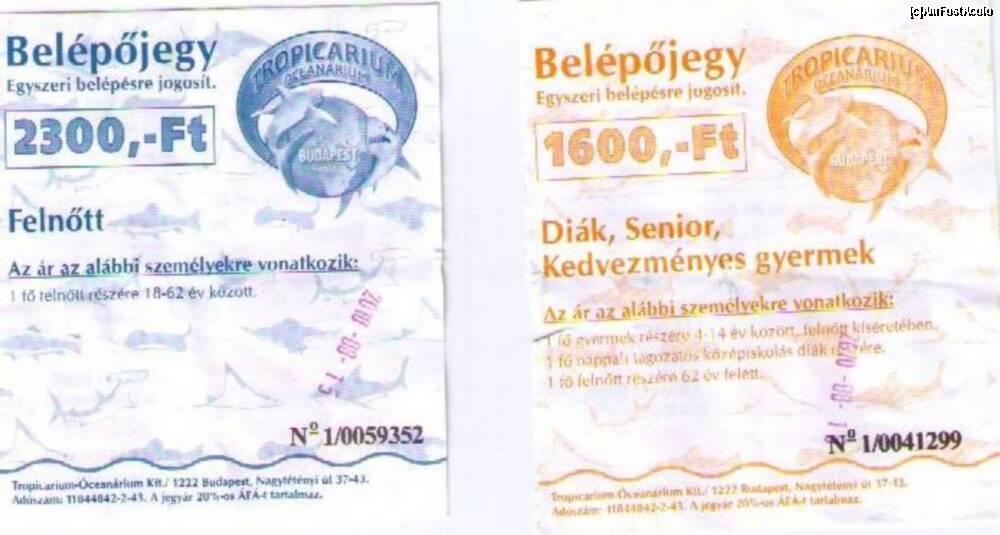 Belépőjegy
Egyszeri belépésre jogosít.
2300,-Ft
TROPICARIUM
OCEANÁRIUM
BUDAPEST
Felnőtt
Az ár az alábbi személyekre vonatkozik:
1 fő felnőtt részére 18-62 év között.
2010
Nº 1/0059352
Tropicarium-Óceanárium Kft./ 1222 Budapest, Nagytétényi út 37-43.
Adószám: 11844842-2-43. A jegyár 20%-os ÁFÁ-t tartalmaz.
Belépőjegy
Egyszeri belépésre jogosít.
1600,-Ft
TROPICARIUM
OCEANÁRIUM
BUDAPEST
Diák, Senior,
Kedvezményes gyermek
Az ár az alábbi személyekre vonatkozik:
1 fő gyermek részére 4-14 év között, felnőtt kíséretében.
1 fő nappali tagozatos középiskolás diák részére.
1 fő felnőtt részére 62 év felett.
Nº 1/0041299
Tropicarium-Óceanárium Kft./ 1222 Budapest, Nagytétényi út 37-43.
Adószám: 11844842-2-43. A jegyár 20%-os ÁFÁ-t tartalmaz.